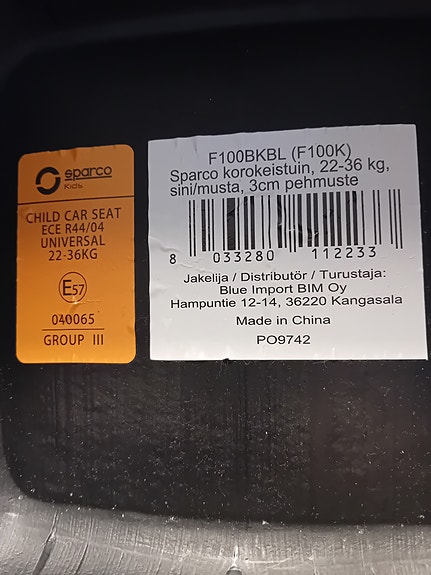 sparco
Kids
CHILD CAR SEAT
ECE R44/04
UNIVERSAL
22-36KG
E57
040065
GROUP III
F100BKBL (F100K)
Sparco korokeistuin, 22-36 kg,
sini/musta, 3cm pehmuste
8 033280 112233
Jakelija / Distributör / Turustaja:
Blue Import BIM Oy
Hampuntie 12-14, 36220 Kangasala
Made in China
PO9742